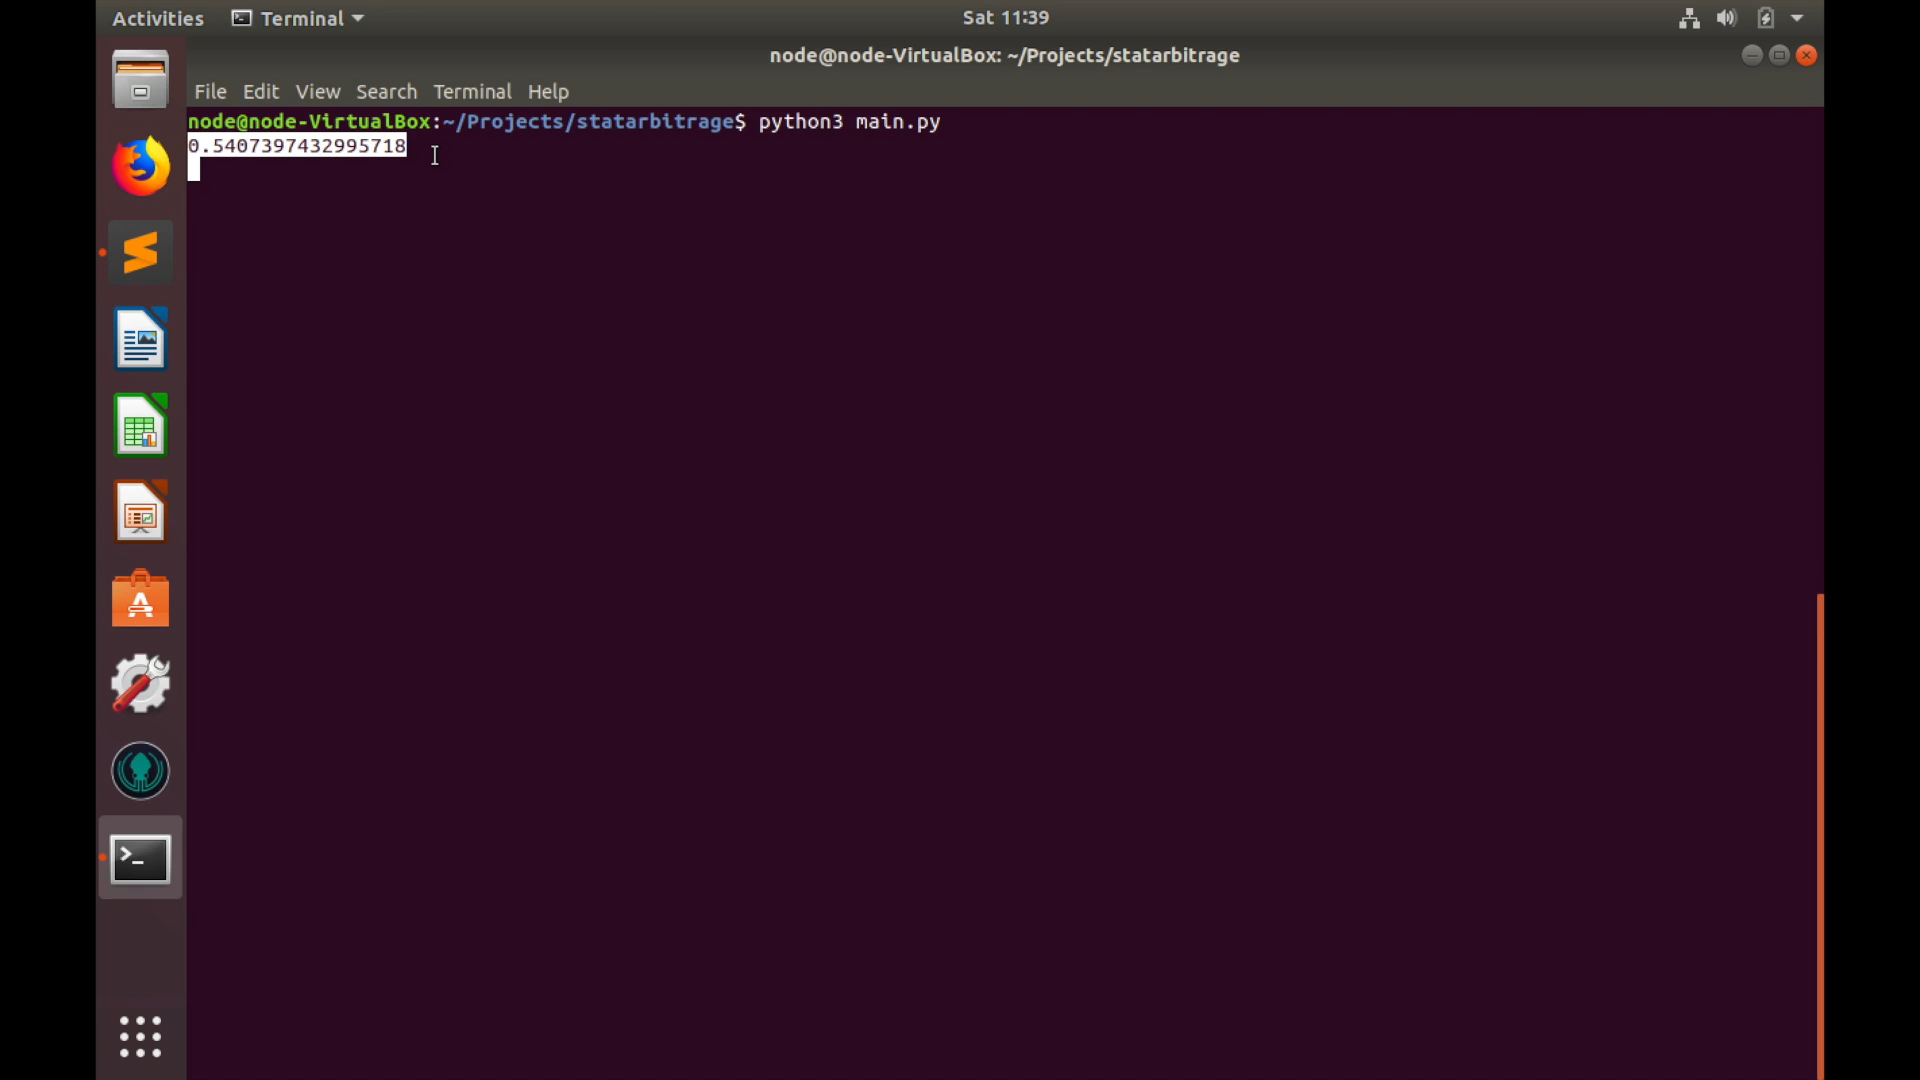 Activities Terminal Sat 11:39
node@node-VirtualBox: ~/Projects/statarbitrage
File Edit View Search Terminal Help
node@node-VirtualBox:~/Projects/statarbitrage$ python3 main.py
0.5407397432995718